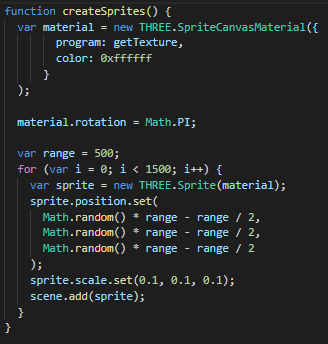 function createSprites() {
  var material = new THREE.SpriteCanvasMaterial({
      program: getTexture,
      color: 0xffffff
    }
  );

  material.rotation = Math.PI;

  var range = 500;
  for (var i = 0; i < 1500; i++) {
    var sprite = new THREE.Sprite(material);
    sprite.position.set(
      Math.random() * range - range / 2,
      Math.random() * range - range / 2,
      Math.random() * range - range / 2
    );
    sprite.scale.set(0.1, 0.1, 0.1);
    scene.add(sprite);
  }
}